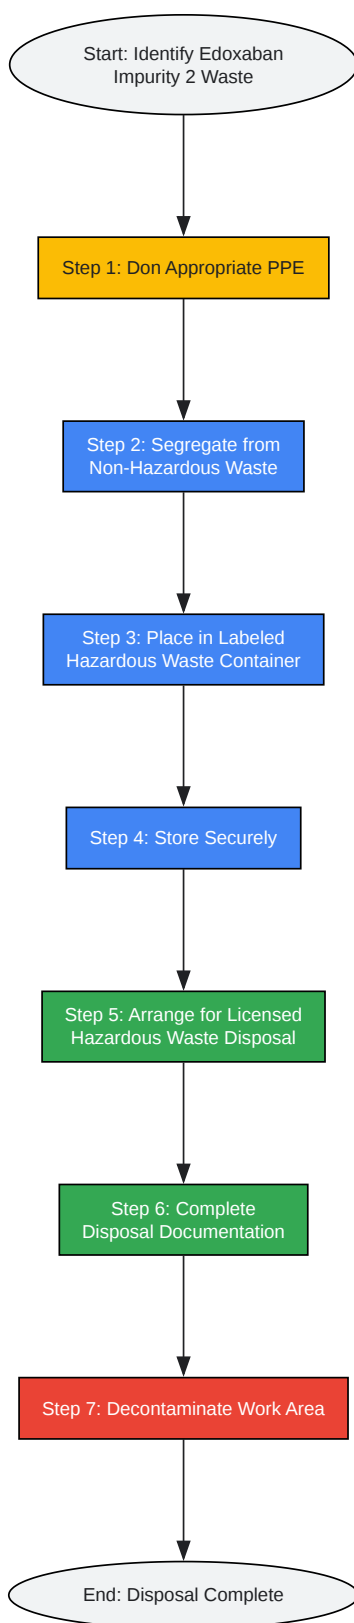 Start: Identify Edoxaban
Impurity 2 Waste
Step 1: Don Appropriate PPE
Step 2: Segregate from
Non-Hazardous Waste
Step 3: Place in Labeled
Hazardous Waste Container
Step 4: Store Securely
Step 5: Arrange for Licensed
Hazardous Waste Disposal
Step 6: Complete
Disposal Documentation
Step 7: Decontaminate Work Area
End: Disposal Complete